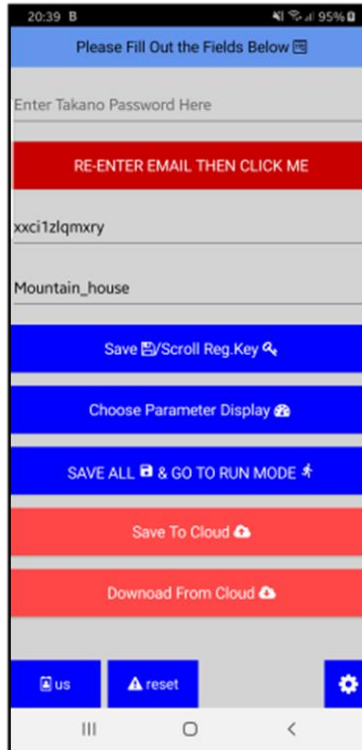 20:39 B 95%
Please Fill Out the Fields Below
Enter Takano Password Here
RE-ENTER EMAIL THEN CLICK ME
xxci1zlqmxry
Mountain_house
Save /Scroll Reg.Key
Choose Parameter Display
SAVE ALL & GO TO RUN MODE
Save To Cloud
Downoad From Cloud
us reset